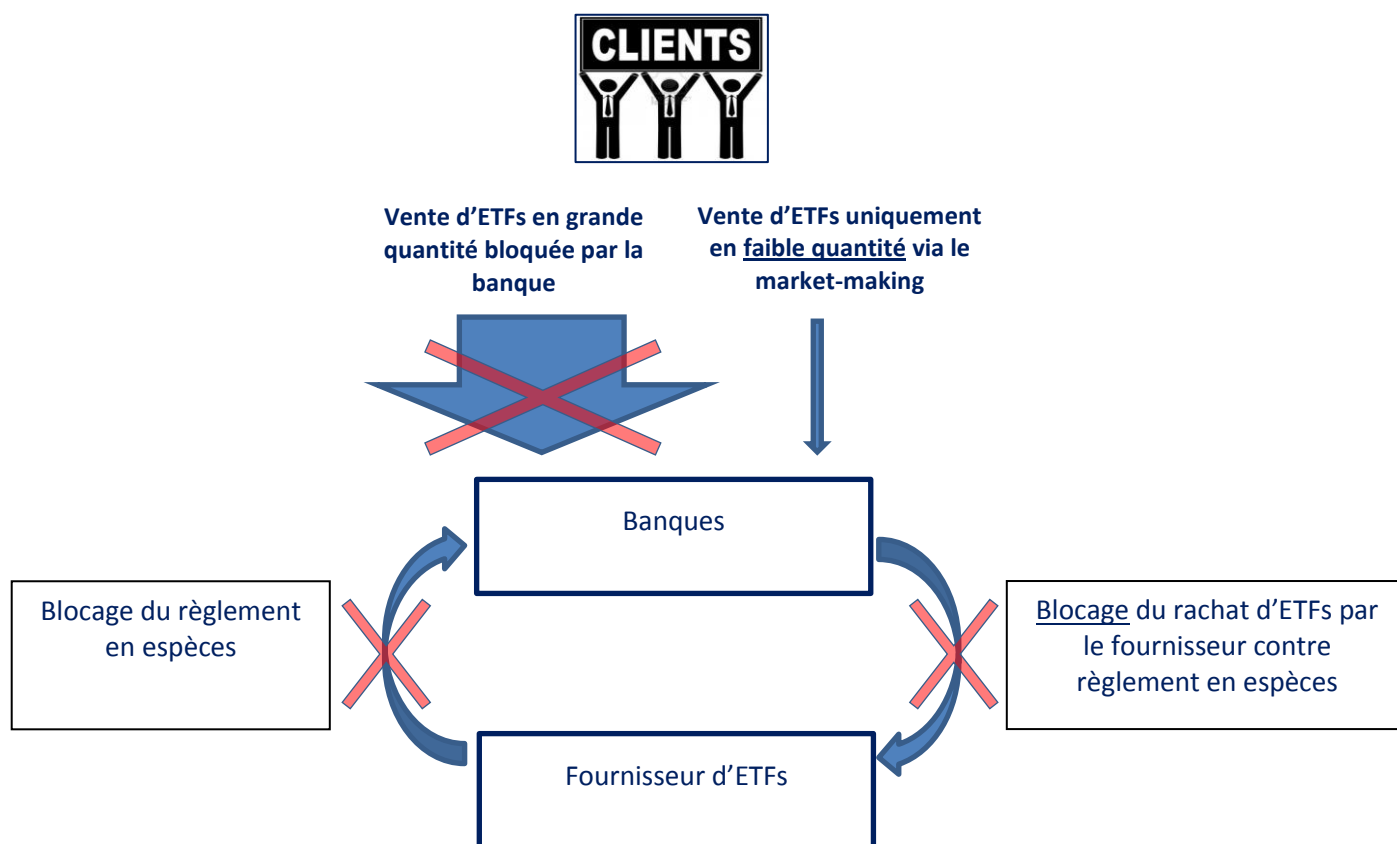 CLIENTS
Vente d’ETFs en grande
quantité bloquée par la
banque
Vente d’ETFs uniquement
en faible quantité via le
market-making
Banques
Blocage du règlement
en espèces
Blocage du rachat d’ETFs par
le fournisseur contre
règlement en espèces
Fournisseur d’ETFs